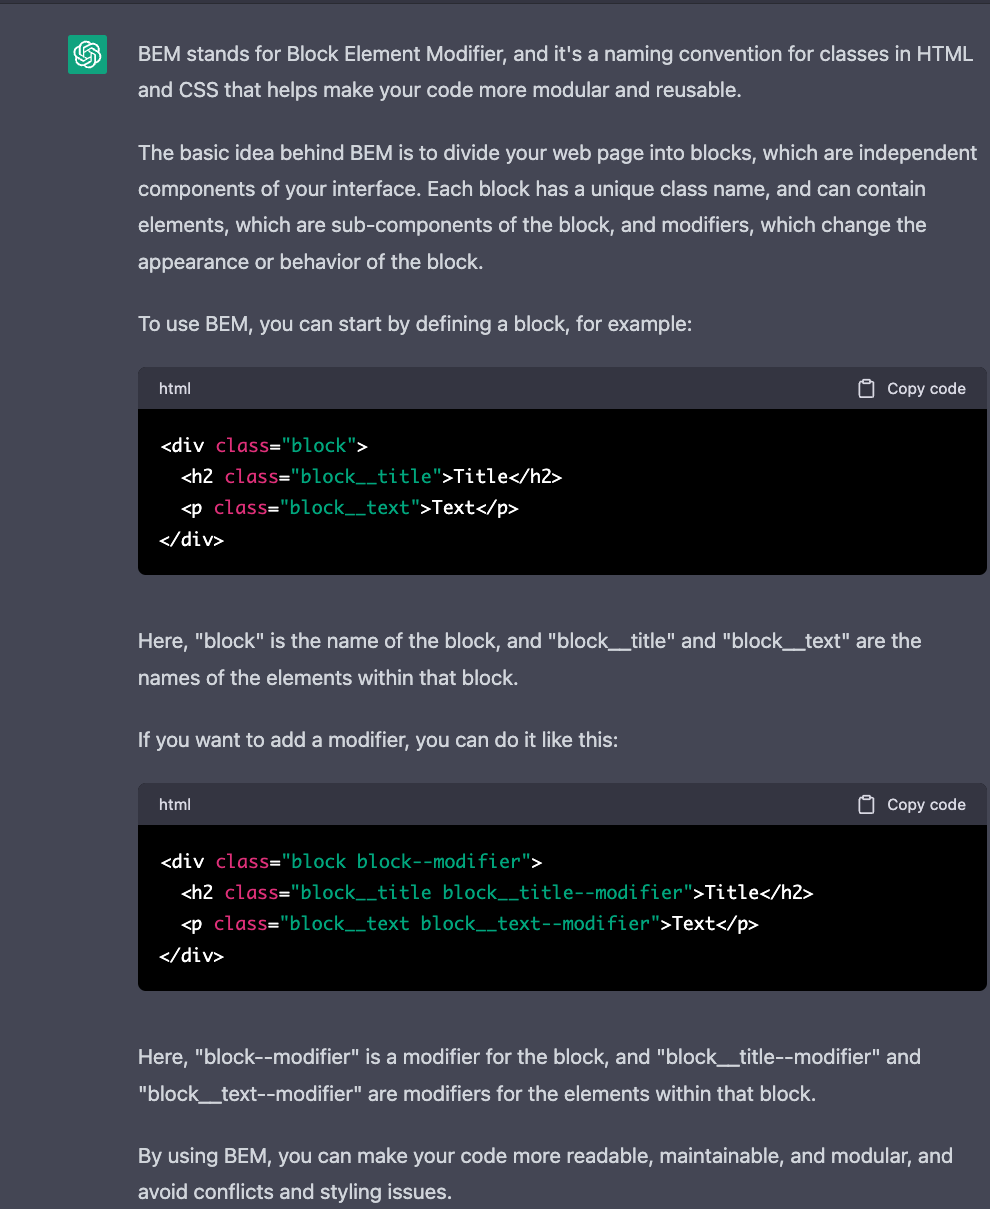 BEM stands for Block Element Modifier, and it's a naming convention for classes in HTML
and CSS that helps make your code more modular and reusable.
The basic idea behind BEM is to divide your web page into blocks, which are independent
components of your interface. Each block has a unique class name, and can contain
elements, which are sub-components of the block, and modifiers, which change the
appearance or behavior of the block.
To use BEM, you can start by defining a block, for example:
html Copy code
<div class="block">
  <h2 class="block__title">Title</h2>
  <p class="block__text">Text</p>
</div>
Here, "block" is the name of the block, and "block__title" and "block__text" are the
names of the elements within that block.
If you want to add a modifier, you can do it like this:
html Copy code
<div class="block block--modifier">
  <h2 class="block__title block__title--modifier">Title</h2>
  <p class="block__text block__text--modifier">Text</p>
</div>
Here, "block--modifier" is a modifier for the block, and "block__title--modifier" and
"block__text--modifier" are modifiers for the elements within that block.
By using BEM, you can make your code more readable, maintainable, and modular, and
avoid conflicts and styling issues.